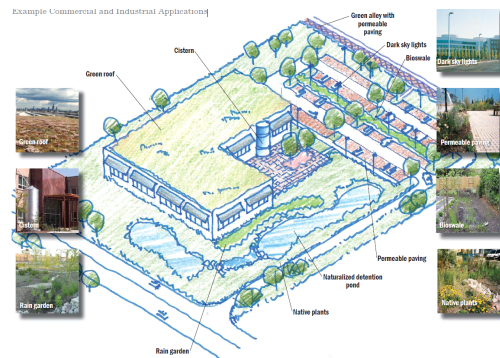 Example Commercial and Industrial Applications
Green alley with
permeable
paving
Dark sky lights
Bioswale
Cistern
Green roof
Dark sky lights
Green roof
Permeable paving
Cistern
Bioswale
Permeable paving
Naturalized detention
pond
Rain garden
Native plants
Native plants
Rain garden